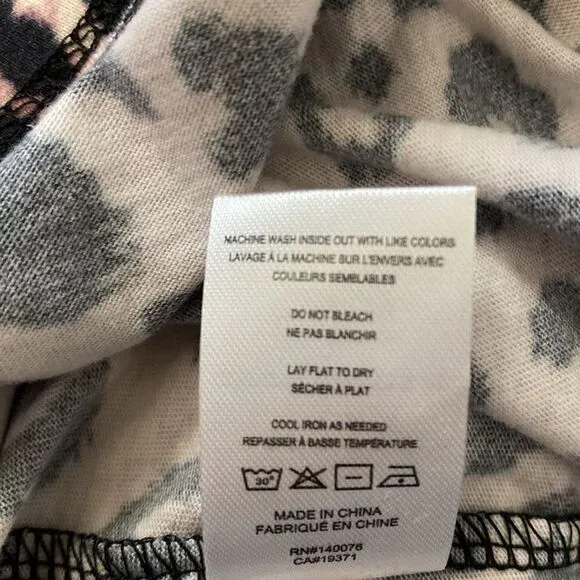 MACHINE WASH INSIDE OUT WITH LIKE COLORS
LAVAGE À LA MACHINE SUR L'ENVERS AVEC
COULEURS SEMBLABLES
DO NOT BLEACH
NE PAS BLANCHIR
LAY FLAT TO DRY
SÉCHER À PLAT
COOL IRON AS NEEDED
REPASSER À BASSE TEMPÉRATURE
30°
MADE IN CHINA
FABRIQUÉ EN CHINE
RN#140076
CA#19371